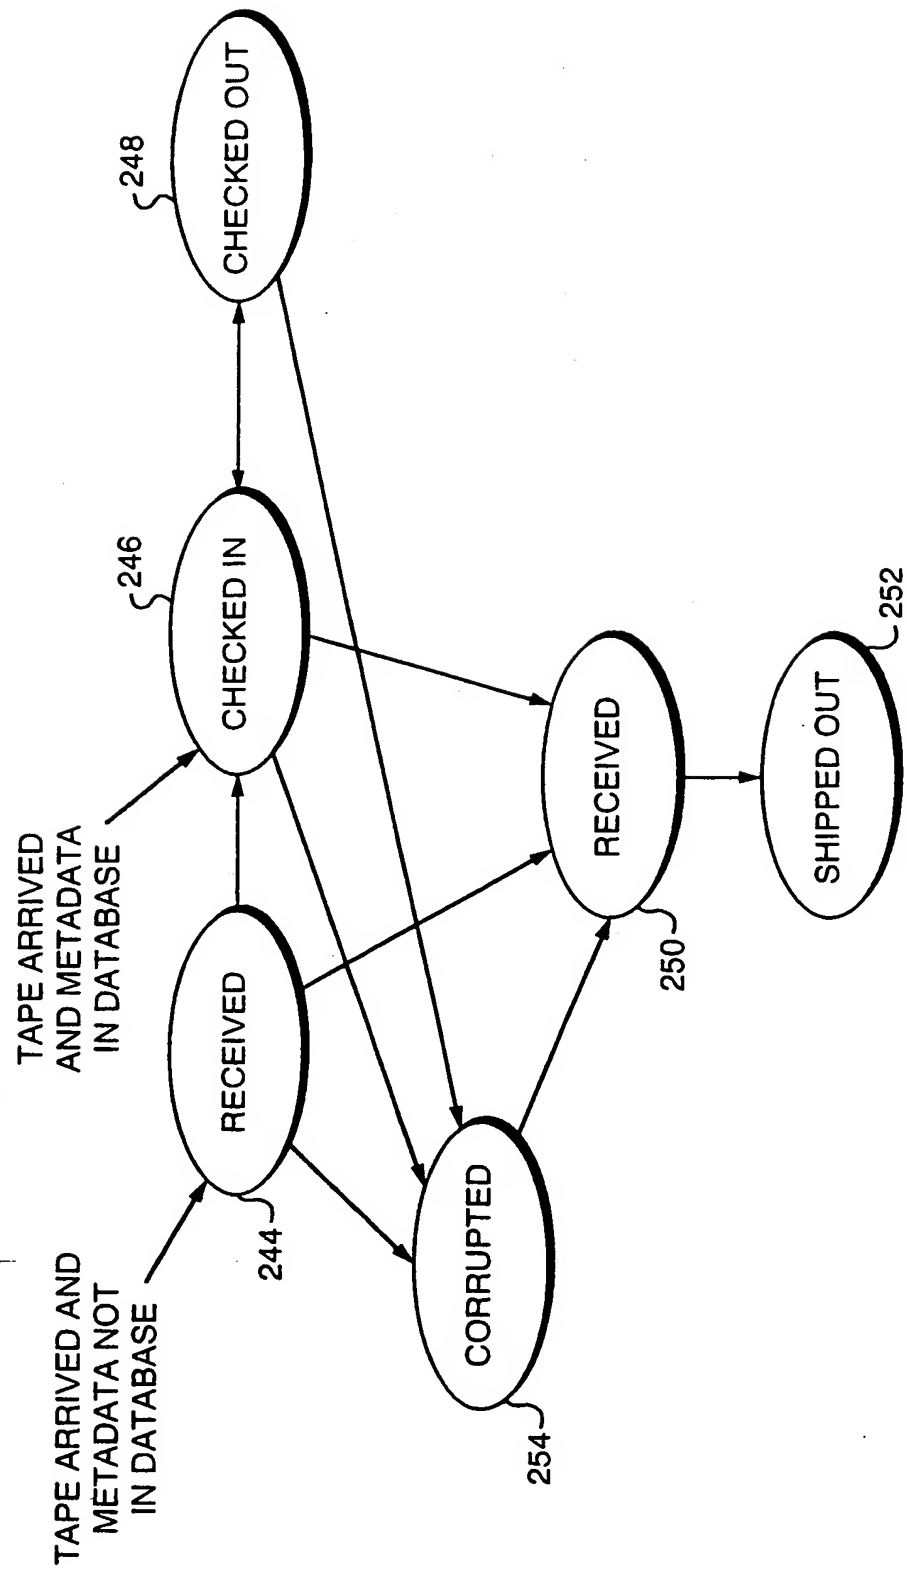 TAPE ARRIVED AND
METADATA NOT
IN DATABASE
TAPE ARRIVED
AND METADATA
IN DATABASE
244
RECEIVED
246
CHECKED IN
248
CHECKED OUT
254
CORRUPTED
250
RECEIVED
252
SHIPPED OUT